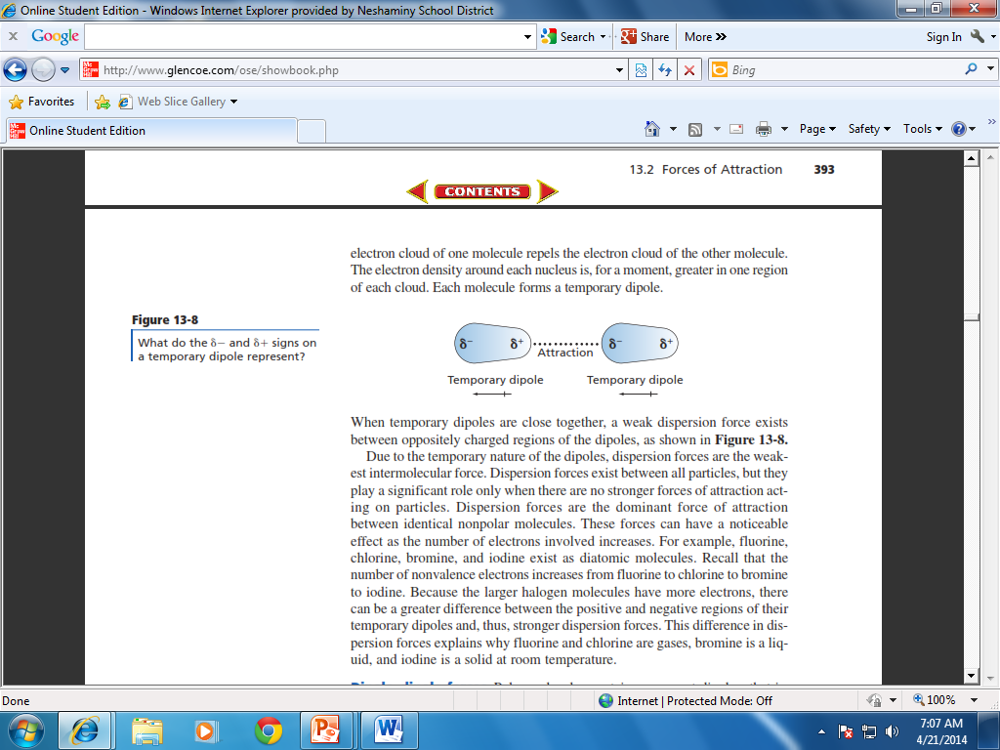 Online Student Edition - Windows Internet Explorer provided by Neshaminy School District
x Google Search Share More » Sign In
http://www.glencoe.com/ose/showbook.php Bing
Favorites Web Slice Gallery
Online Student Edition Page Safety Tools »
13.2 Forces of Attraction 393
CONTENTS
electron cloud of one molecule repels the electron cloud of the other molecule.
The electron density around each nucleus is, for a moment, greater in one region
of each cloud. Each molecule forms a temporary dipole.
Figure 13-8
What do the δ− and δ+ signs on
a temporary dipole represent?
δ− δ+ Attraction δ− δ+
Temporary dipole Temporary dipole
When temporary dipoles are close together, a weak dispersion force exists
between oppositely charged regions of the dipoles, as shown in Figure 13-8.
Due to the temporary nature of the dipoles, dispersion forces are the weak-
est intermolecular force. Dispersion forces exist between all particles, but they
play a significant role only when there are no stronger forces of attraction act-
ing on particles. Dispersion forces are the dominant force of attraction
between identical nonpolar molecules. These forces can have a noticeable
effect as the number of electrons involved increases. For example, fluorine,
chlorine, bromine, and iodine exist as diatomic molecules. Recall that the
number of nonvalence electrons increases from fluorine to chlorine to bromine
to iodine. Because the larger halogen molecules have more electrons, there
can be a greater difference between the positive and negative regions of their
temporary dipoles and, thus, stronger dispersion forces. This difference in dis-
persion forces explains why fluorine and chlorine are gases, bromine is a liq-
uid, and iodine is a solid at room temperature.
Done Internet | Protected Mode: Off 100%
7:07 AM
4/21/2014